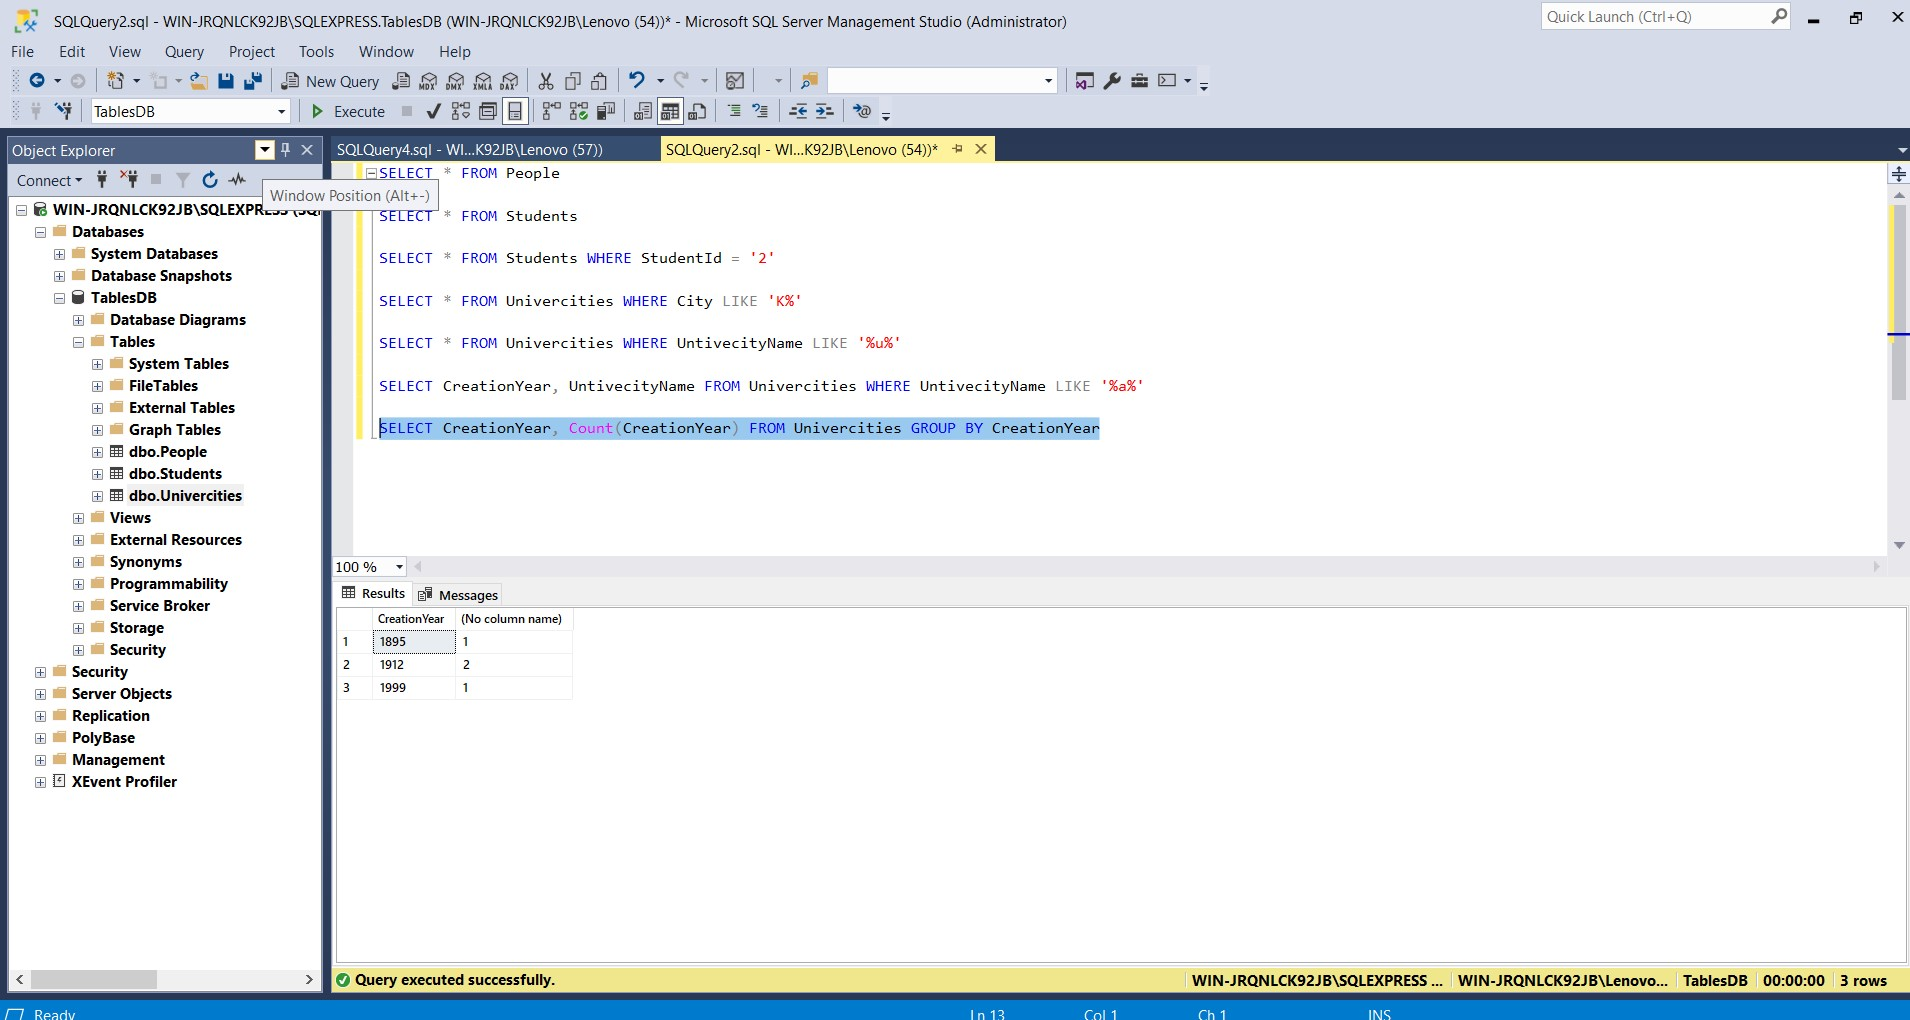 SQLQuery2.sql - WIN-JRQNLCK92JB\SQLEXPRESS.TablesDB (WIN-JRQNLCK92JB\Lenovo (54))* - Microsoft SQL Server Management Studio (Administrator)
Quick Launch (Ctrl+Q)
File Edit View Query Project Tools Window Help
New Query MDX DMX XMLA DAX
TablesDB Execute
Object Explorer
SQLQuery4.sql - WI...K92JB\Lenovo (57))
SQLQuery2.sql - WI...K92JB\Lenovo (54))*
Connect
Window Position (Alt+-)
WIN-JRQNLCK92JB\SQLEXPRESS (SQL
Databases
System Databases
Database Snapshots
TablesDB
Database Diagrams
Tables
System Tables
FileTables
External Tables
Graph Tables
dbo.People
dbo.Students
dbo.Univercities
Views
External Resources
Synonyms
Programmability
Service Broker
Storage
Security
Security
Server Objects
Replication
PolyBase
Management
XEvent Profiler
SELECT * FROM People
SELECT * FROM Students
SELECT * FROM Students WHERE StudentId = '2'
SELECT * FROM Univercities WHERE City LIKE 'K%'
SELECT * FROM Univercities WHERE UntivecityName LIKE '%u%'
SELECT CreationYear, UntivecityName FROM Univercities WHERE UntivecityName LIKE '%a%'
SELECT CreationYear, Count(CreationYear) FROM Univercities GROUP BY CreationYear
100 %
Results Messages
CreationYear (No column name)
1 1895 1
2 1912 2
3 1999 1
Query executed successfully. WIN-JRQNLCK92JB\SQLEXPRESS ... WIN-JRQNLCK92JB\Lenovo... TablesDB 00:00:00 3 rows
Ready Ln 13 Col 1 Ch 1 INS